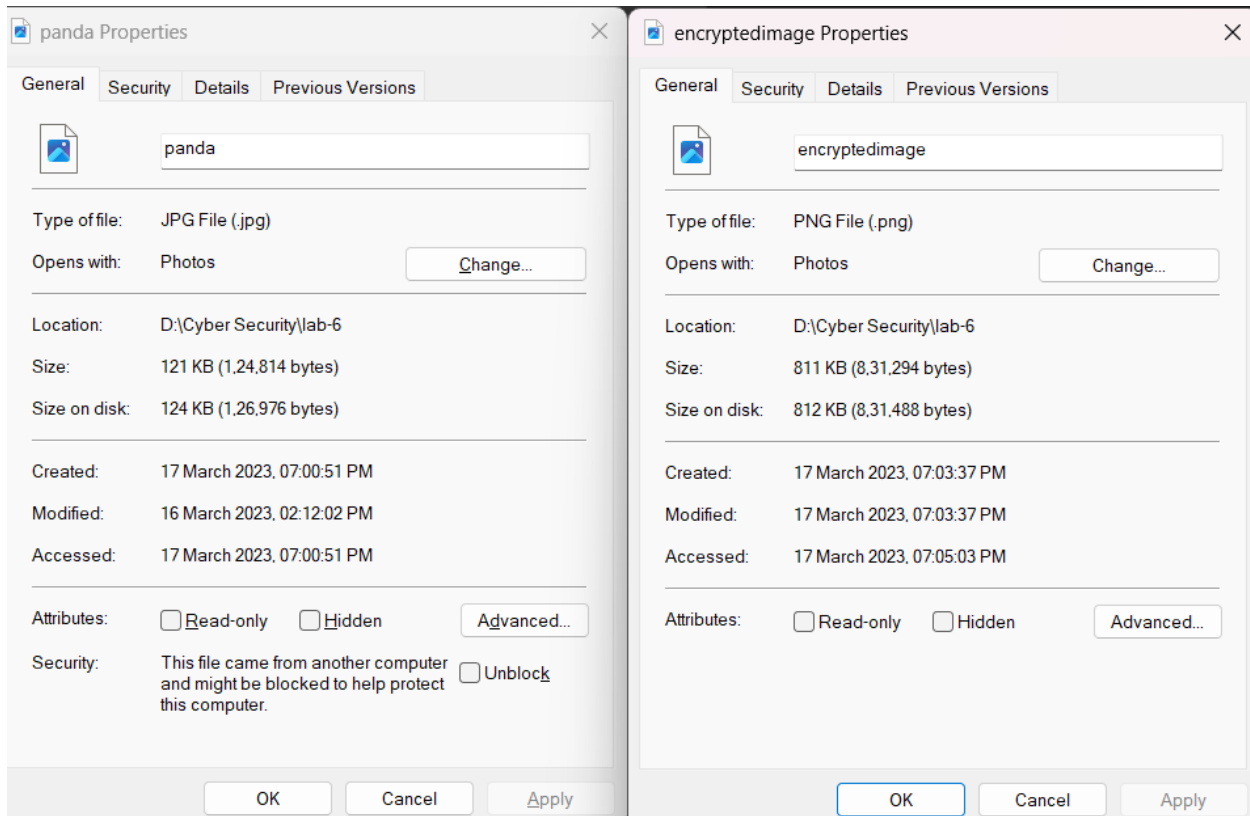 panda Properties
General Security Details Previous Versions
panda
Type of file: JPG File (.jpg)
Opens with: Photos Change...
Location: D:\Cyber Security\lab-6
Size: 121 KB (1,24,814 bytes)
Size on disk: 124 KB (1,26,976 bytes)
Created: 17 March 2023, 07:00:51 PM
Modified: 16 March 2023, 02:12:02 PM
Accessed: 17 March 2023, 07:00:51 PM
Attributes: Read-only Hidden Advanced...
Security: This file came from another computer
and might be blocked to help protect
this computer.
Unblock
OK Cancel Apply
encryptedimage Properties
General Security Details Previous Versions
encryptedimage
Type of file: PNG File (.png)
Opens with: Photos Change...
Location: D:\Cyber Security\lab-6
Size: 811 KB (8,31,294 bytes)
Size on disk: 812 KB (8,31,488 bytes)
Created: 17 March 2023, 07:03:37 PM
Modified: 17 March 2023, 07:03:37 PM
Accessed: 17 March 2023, 07:05:03 PM
Attributes: Read-only Hidden Advanced...
OK Cancel Apply